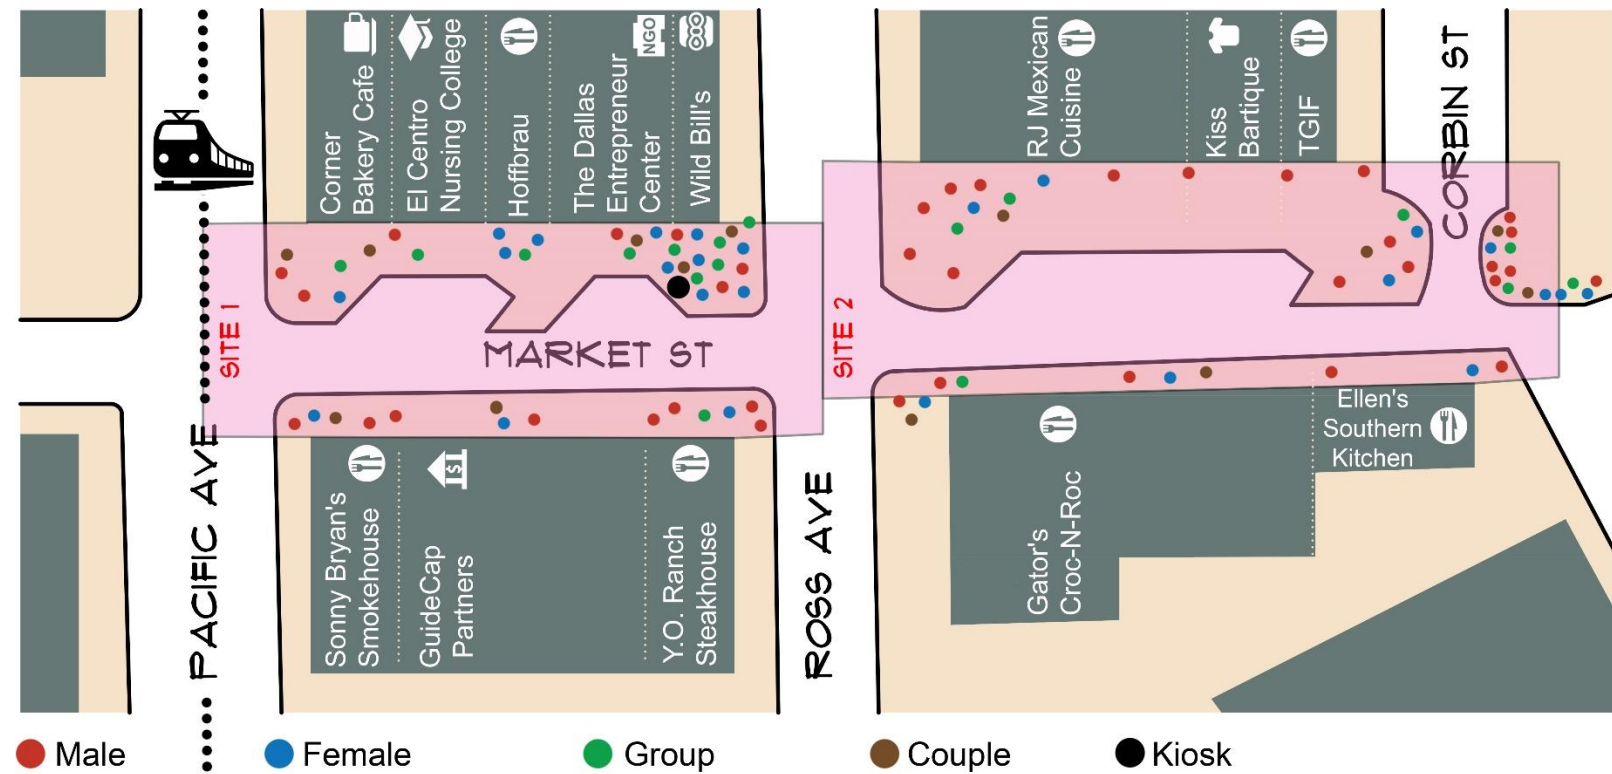 Corner
Bakery Cafe
El Centro
Nursing College
Hoffbrau
The Dallas
Entrepreneur
Center
NGO
Wild Bill's
RJ Mexican
Cuisine
Kiss
Bartique
TGIF
CORBIN ST
SITE 1
MARKET ST
SITE 2
PACIFIC AVE
Sonny Bryan's
Smokehouse
GuideCap
Partners
$
Y.O. Ranch
Steakhouse
ROSS AVE
Gator's
Croc-N-Roc
Ellen's
Southern
Kitchen
Male
Female
Group
Couple
Kiosk